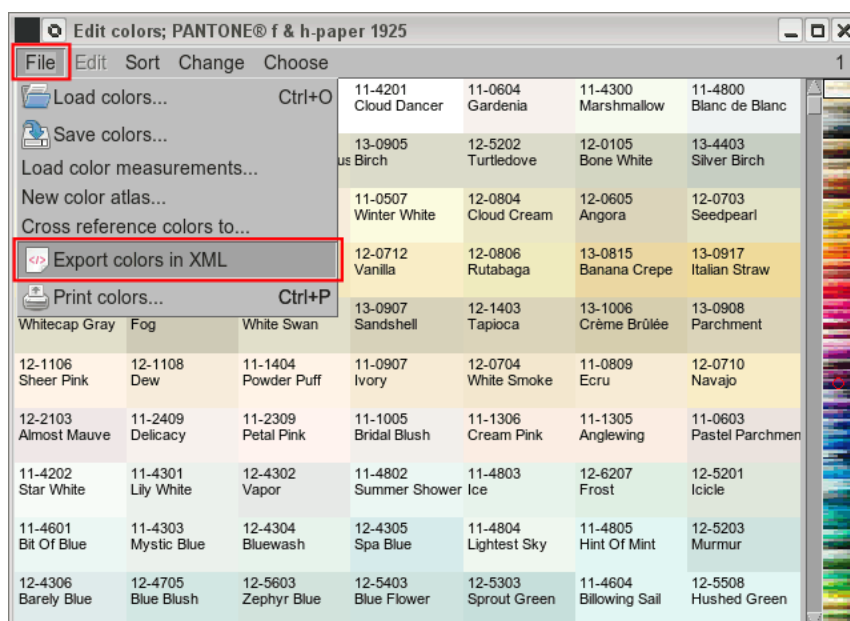 Edit colors; PANTONE® f & h-paper 1925
File Edit Sort Change Choose 1
Load colors... Ctrl+O
Save colors...
Load color measurements...
New color atlas...
Cross reference colors to...
Export colors in XML
Print colors... Ctrl+P
11-4201 11-0604 11-4300 11-4800
Cloud Dancer Gardenia Marshmallow Blanc de Blanc
13-0905 12-5202 12-0105 13-4403
us Birch Turtledove Bone White Silver Birch
11-0507 12-0804 12-0605 12-0703
Winter White Cloud Cream Angora Seedpearl
12-0712 12-0806 13-0815 13-0917
Vanilla Rutabaga Banana Crepe Italian Straw
13-0907 12-1403 13-1006 13-0908
Whitecap Gray Fog White Swan Sandshell Tapioca Crème Brûlée Parchment
12-1106 12-1108 11-1404 11-0907 12-0704 11-0809 12-0710
Sheer Pink Dew Powder Puff Ivory White Smoke Ecru Navajo
12-2103 11-2409 11-2309 11-1005 11-1306 11-1305 11-0603
Almost Mauve Delicacy Petal Pink Bridal Blush Cream Pink Anglewing Pastel Parchmen
11-4202 11-4301 12-4302 11-4802 11-4803 12-6207 12-5201
Star White Lily White Vapor Summer Shower Ice Frost Icicle
11-4601 11-4303 12-4304 12-4305 11-4804 11-4805 12-5203
Bit Of Blue Mystic Blue Bluewash Spa Blue Lightest Sky Hint Of Mint Murmur
12-4306 12-4705 12-5603 12-5403 12-5303 11-4604 12-5508
Barely Blue Blue Blush Zephyr Blue Blue Flower Sprout Green Billowing Sail Hushed Green